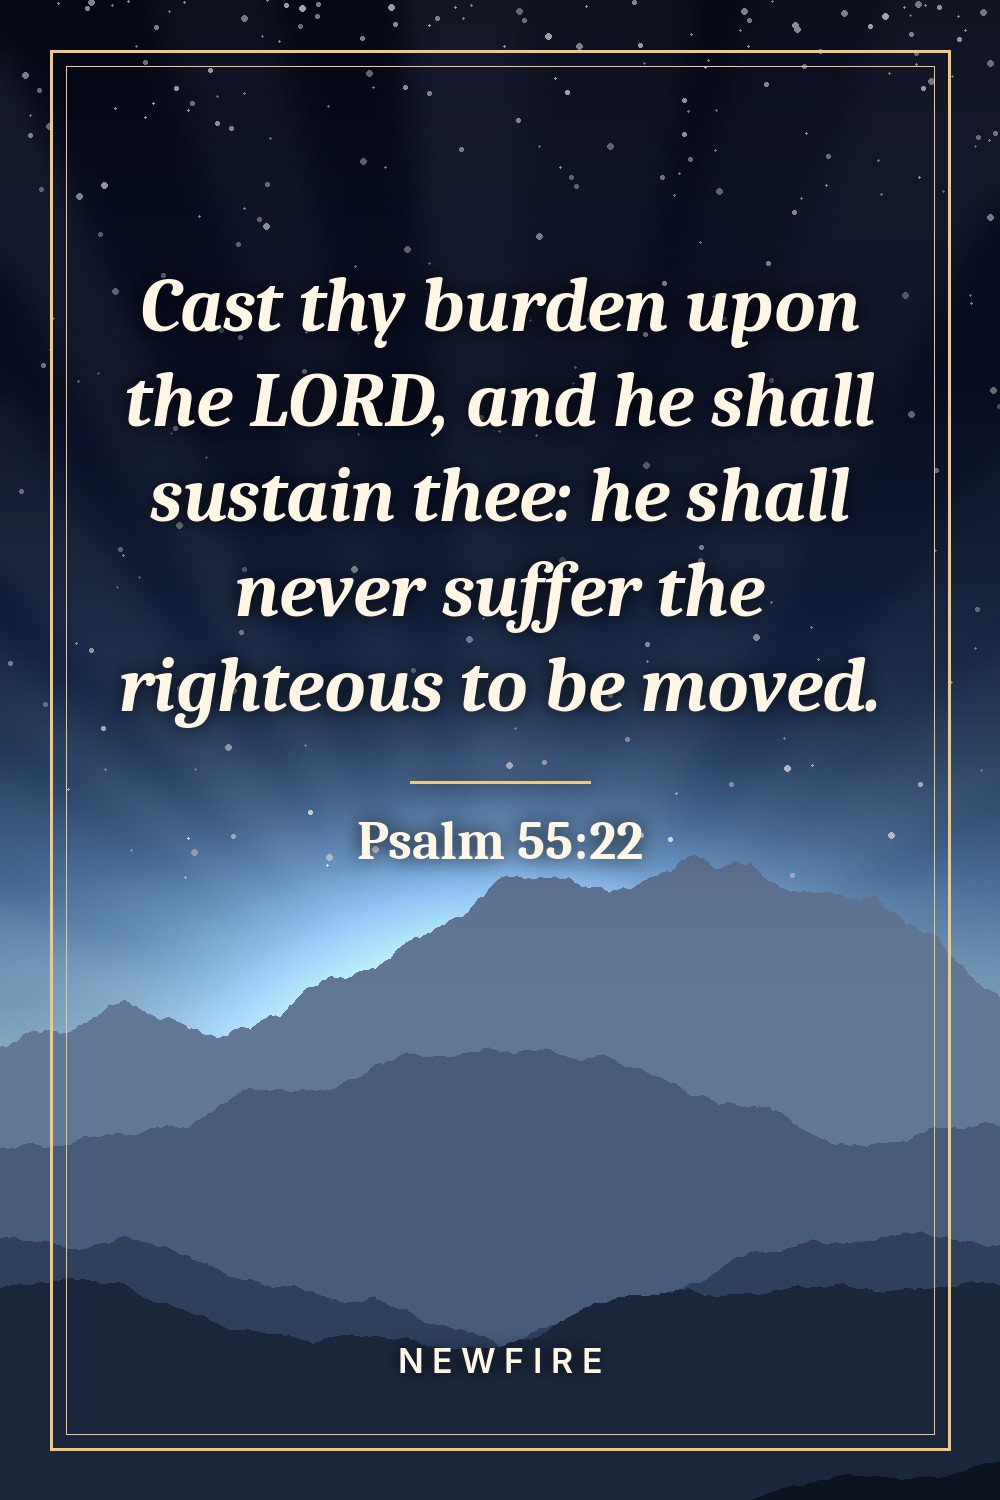 Cast thy burden upon
the LORD, and he shall
sustain thee: he shall
never suffer the
righteous to be moved.
Psalm 55:22
NEWFIRE